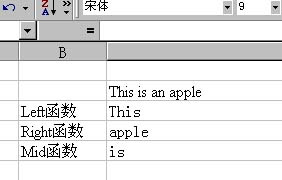 宋体 9
=
B
This is an apple
Left函数 This
Right函数 apple
Mid函数 is